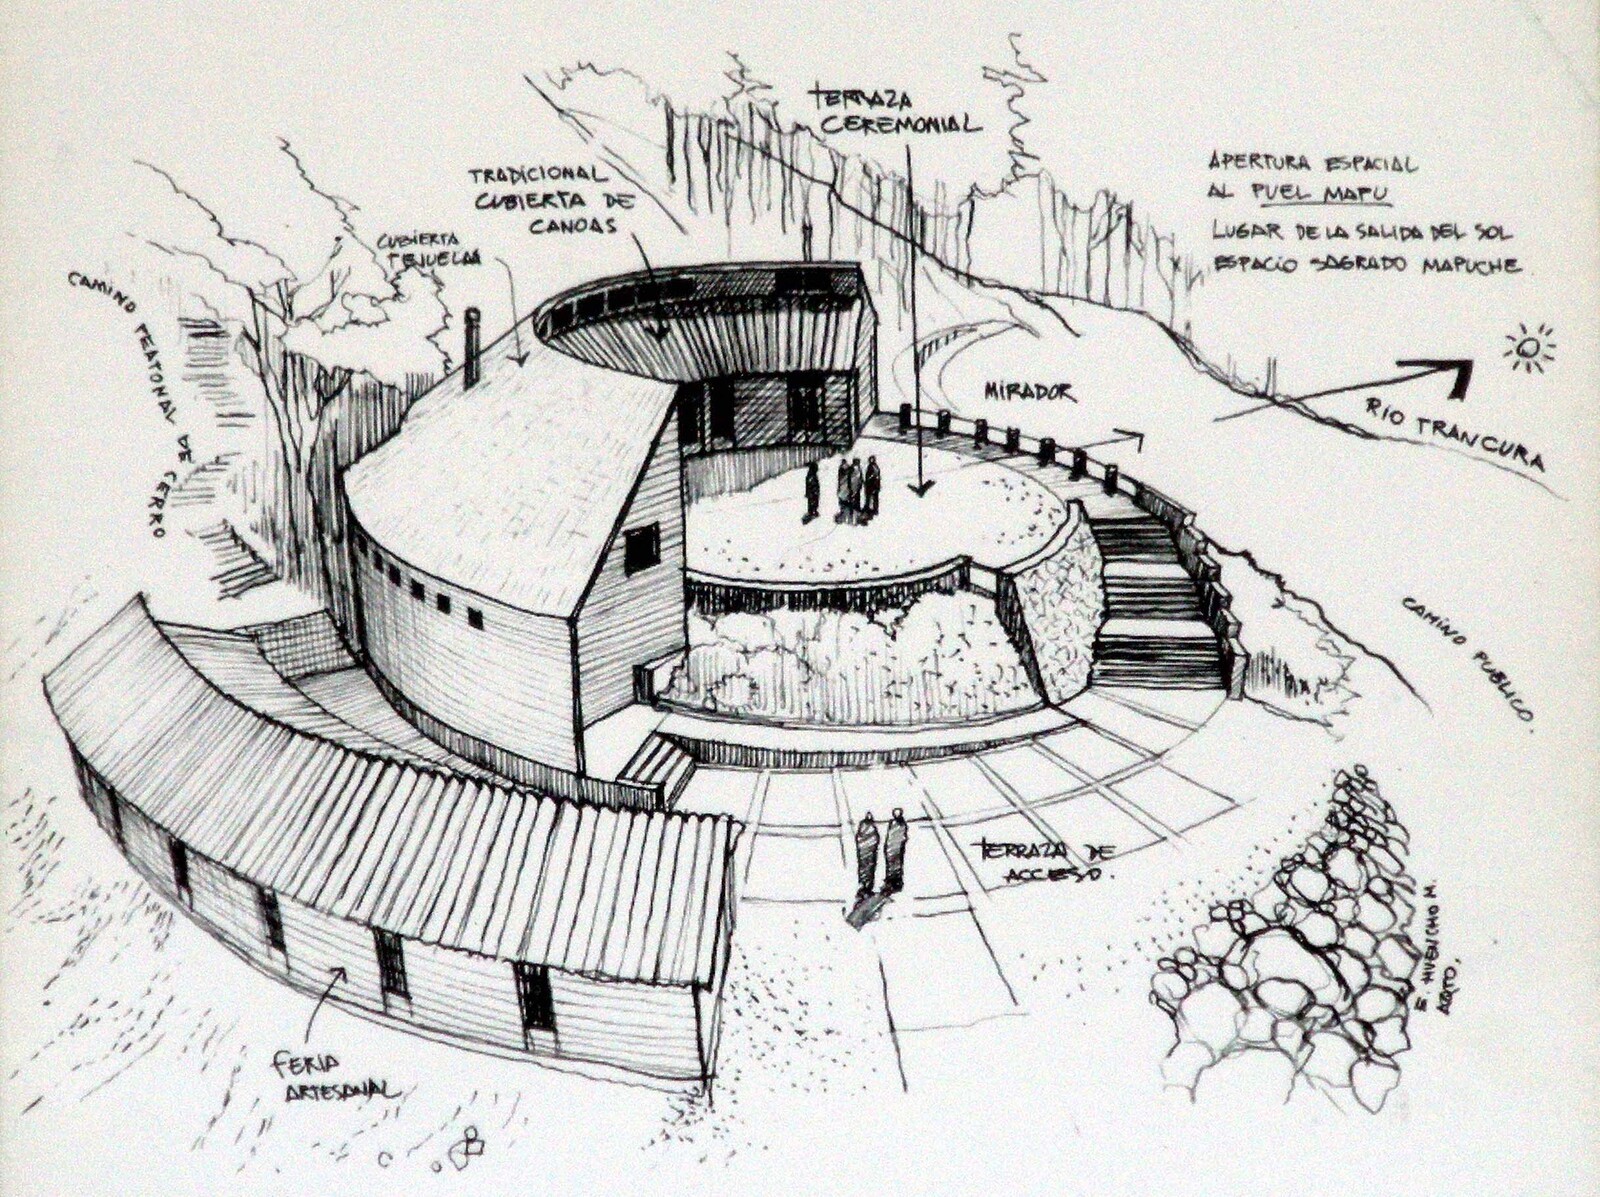 TERRAZA
CEREMONIAL
TRADICIONAL
CUBIERTA DE
CANOAS
CUBIERTA
TEJUELAA
APERTURA ESPACIAL
AL PUEL MAPU
LUGAR DE LA SALIDA DEL SOL
ESPACIO SAGRADO MAPUCHE
CAMINO PEATONAL DE CERRO
MIRADOR
RIO TRANCURA
CAMINO PUBLICO.
TERRAZA DE
ACCESO.
FERIA
ARTESANAL
E. HUENCHO M.
ARQTO.